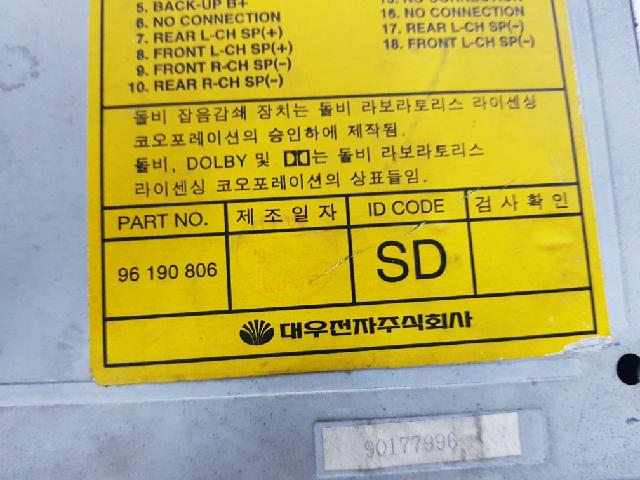 5. BACK-UP B+
6. NO CONNECTION
7. REAR L-CH SP(+)
8. FRONT L-CH SP(+)
9. FRONT R-CH SP(-)
10. REAR R-CH SP(-)
15. NO CONNECTION
16. NO CONNECTION
17. REAR L-CH SP(-)
18. FRONT L-CH SP(-)
돌비 잡음감쇄 장치는 돌비 라보라토리스 라이센싱
코오포레이션의 승인하에 제작됨.
돌비, DOLBY 및 는 돌비 라보라토리스
라이센싱 코오포레이션의 상표들임.
PART NO. 제조일자 ID CODE 검사확인
96 190 806 SD
대우전자주식회사
90177996